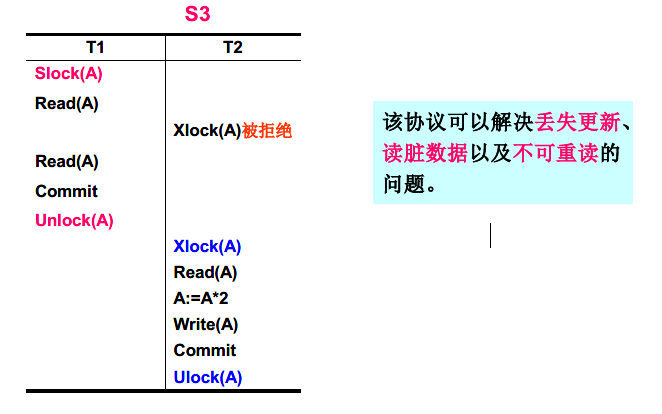 S3
T1 T2
Slock(A)
Read(A)
Xlock(A)被拒绝
Read(A)
Commit
Unlock(A)
Xlock(A)
Read(A)
A:=A*2
Write(A)
Commit
Ulock(A)
该协议可以解决丢失更新、
读脏数据以及不可重读的
问题。